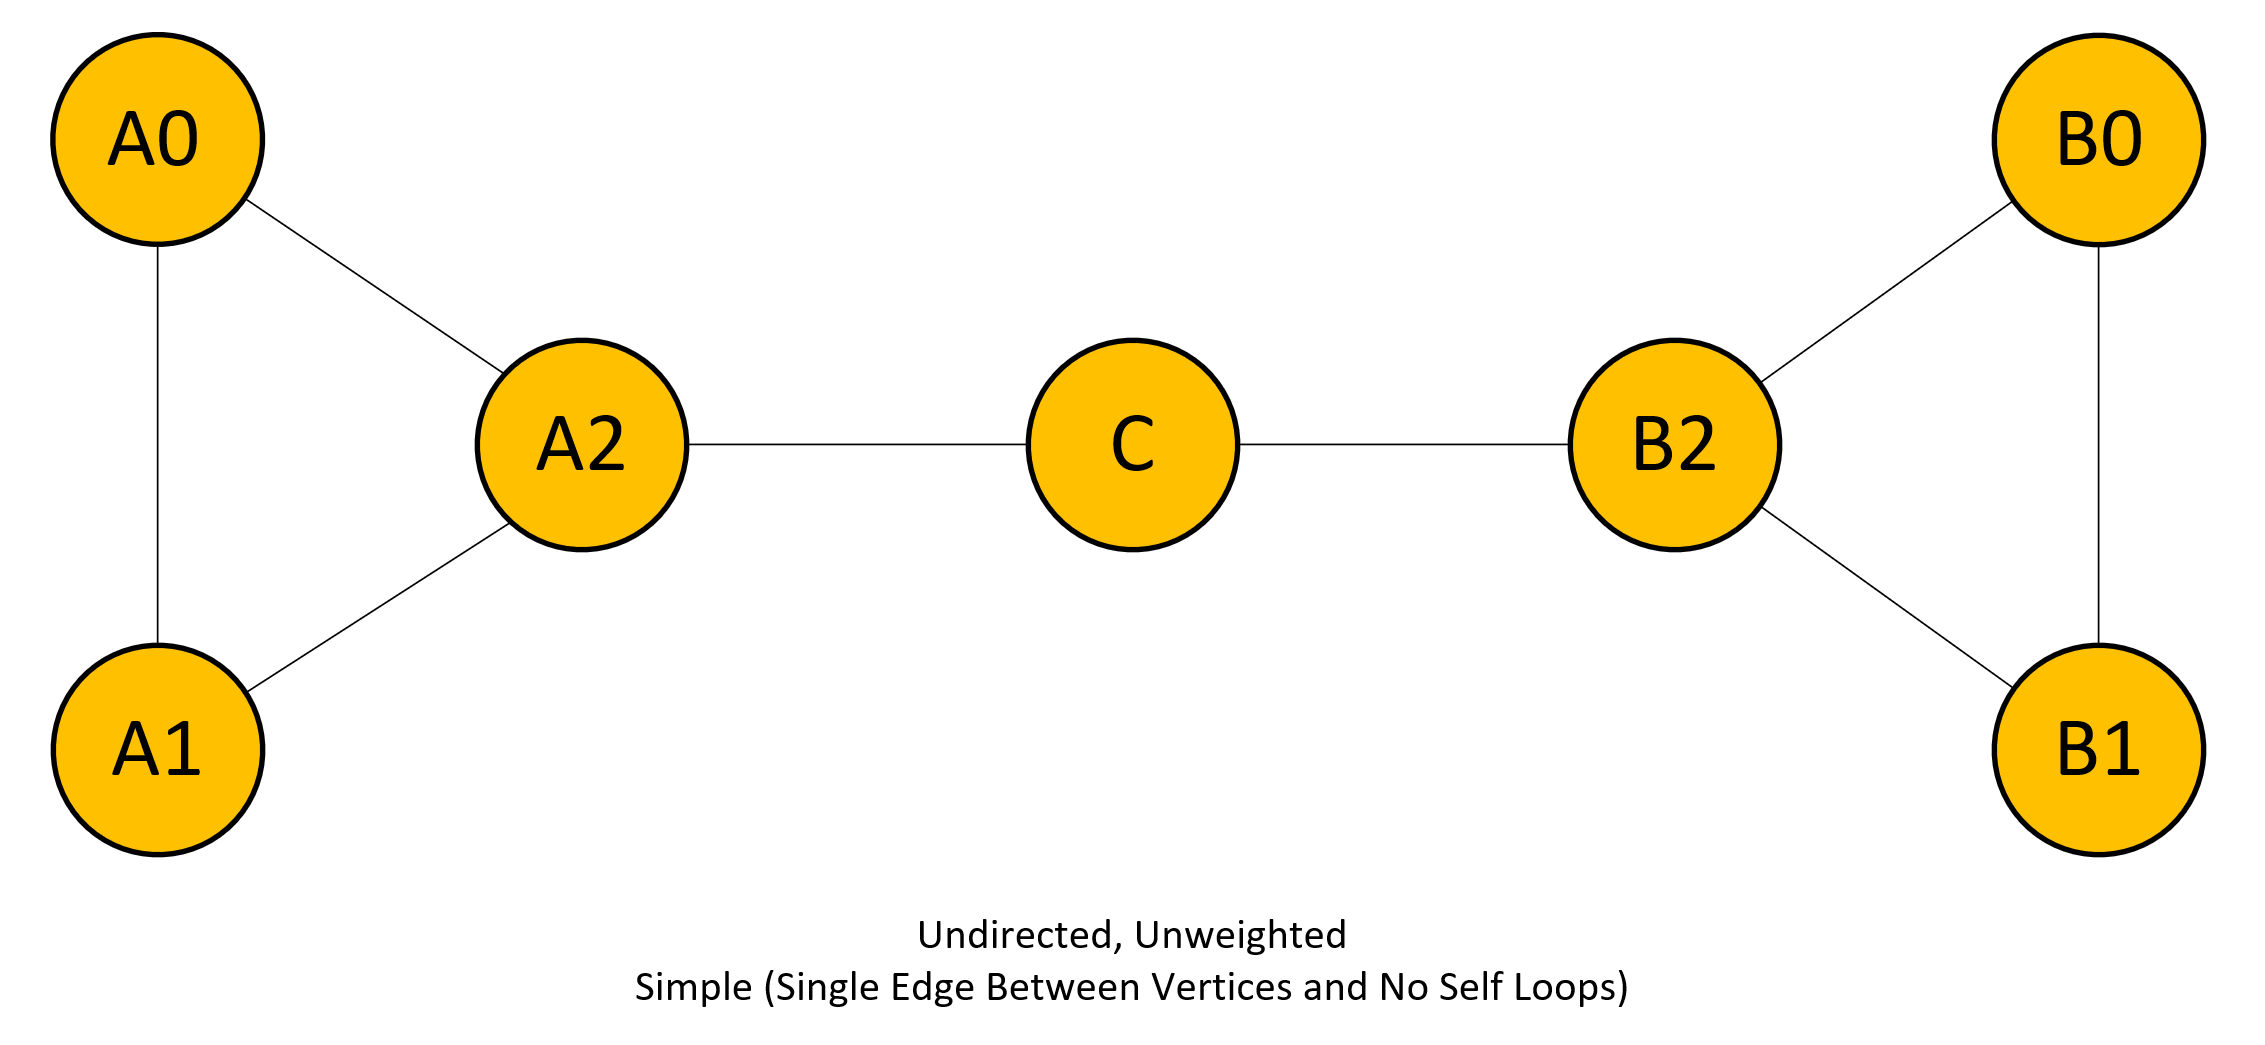 A0
B0
A2
C
B2
A1
B1
Undirected, Unweighted
Simple (Single Edge Between Vertices and No Self Loops)